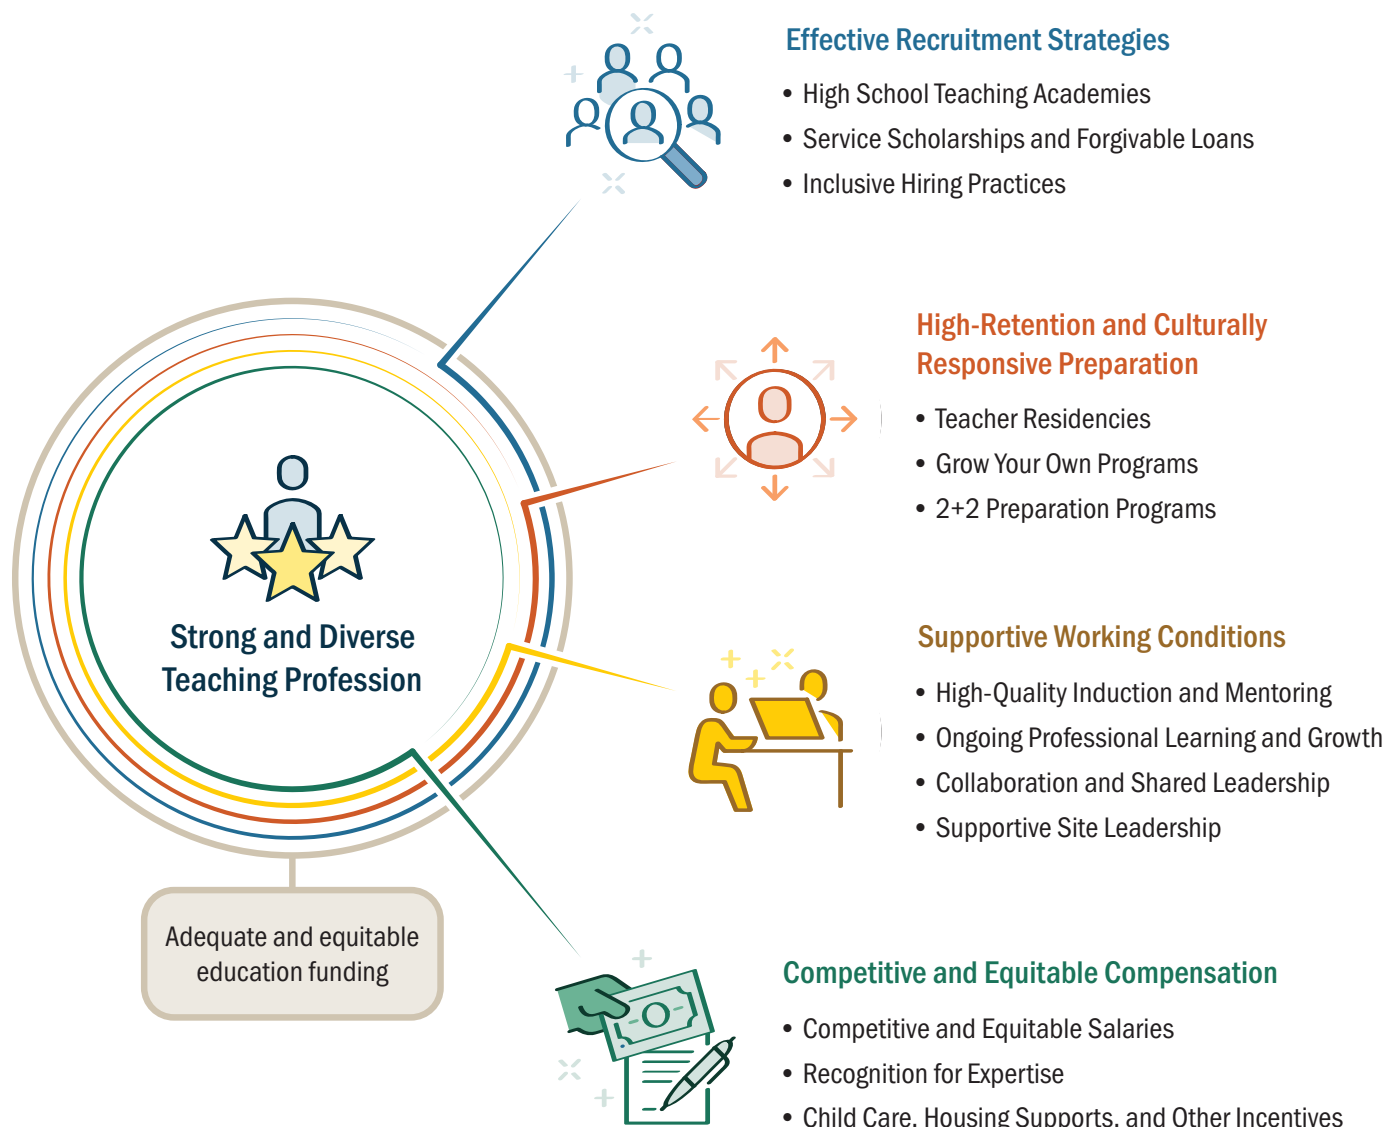 Effective Recruitment Strategies
• High School Teaching Academies
• Service Scholarships and Forgivable Loans
• Inclusive Hiring Practices
High-Retention and Culturally
Responsive Preparation
• Teacher Residencies
• Grow Your Own Programs
• 2+2 Preparation Programs
Strong and Diverse
Teaching Profession
Supportive Working Conditions
• High-Quality Induction and Mentoring
• Ongoing Professional Learning and Growth
• Collaboration and Shared Leadership
• Supportive Site Leadership
Adequate and equitable
education funding
Competitive and Equitable Compensation
• Competitive and Equitable Salaries
• Recognition for Expertise
• Child Care, Housing Supports, and Other Incentives